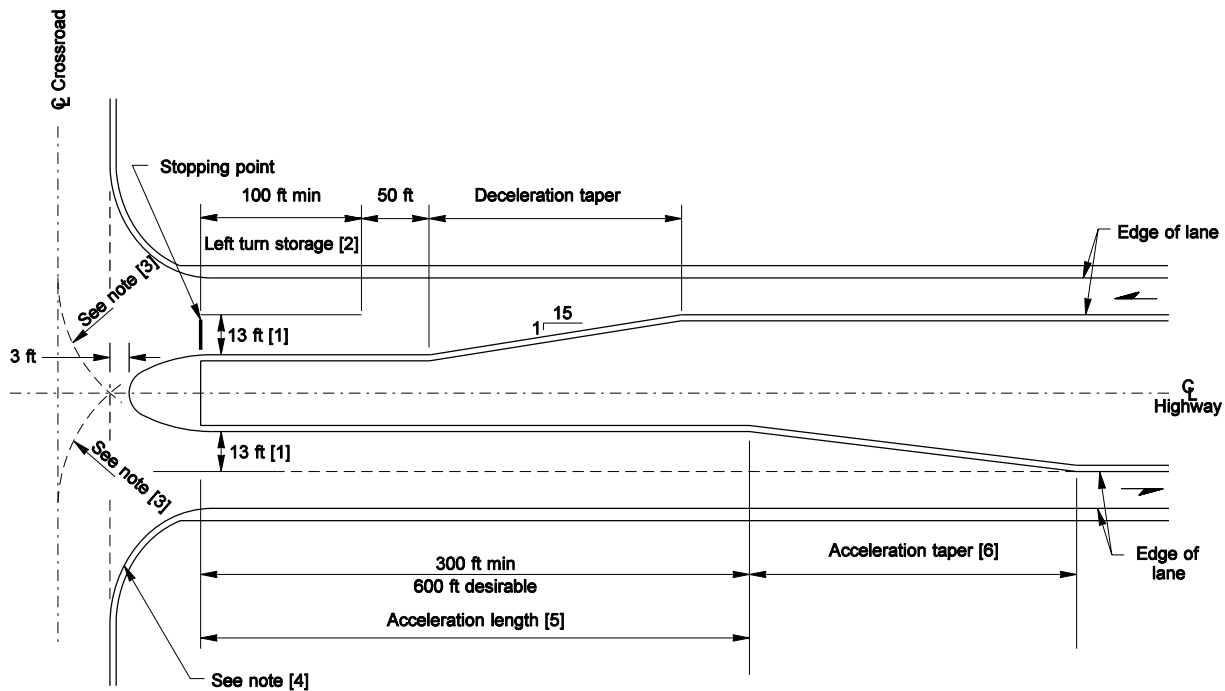 ℄ Crossroad
Stopping point
100 ft min
50 ft
Deceleration taper
Left turn storage [2]
Edge of lane
See note [3]
15
1
13 ft [1]
3 ft
℄
Highway
13 ft [1]
See note [3]
300 ft min
600 ft desirable
Acceleration taper [6]
Edge of
lane
Acceleration length [5]
See note [4]